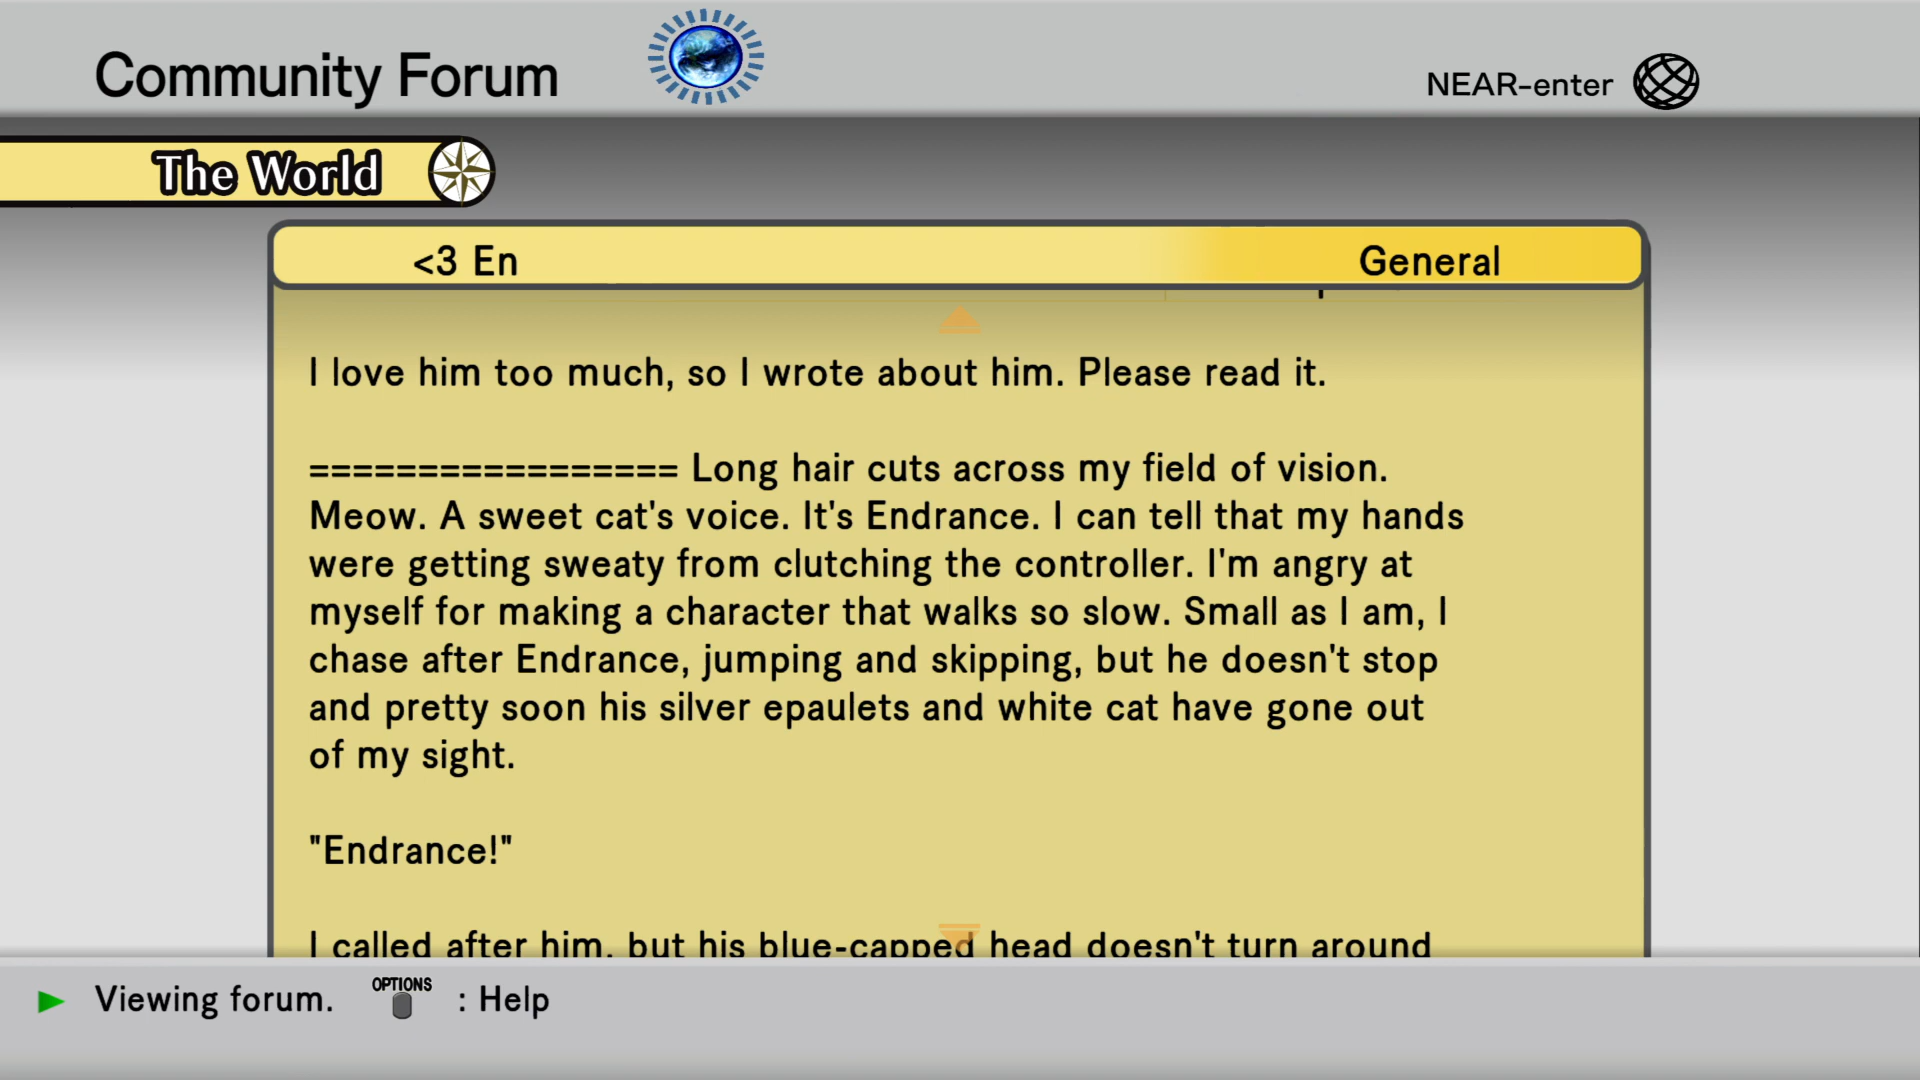 Community Forum
NEAR-enter
The World
<3 En
General
I love him too much, so I wrote about him. Please read it.
================= Long hair cuts across my field of vision.
Meow. A sweet cat's voice. It's Endrance. I can tell that my hands
were getting sweaty from clutching the controller. I'm angry at
myself for making a character that walks so slow. Small as I am, I
chase after Endrance, jumping and skipping, but he doesn't stop
and pretty soon his silver epaulets and white cat have gone out
of my sight.
"Endrance!"
I called after him, but his blue-capped head doesn't turn around
Viewing forum.
OPTIONS
: Help